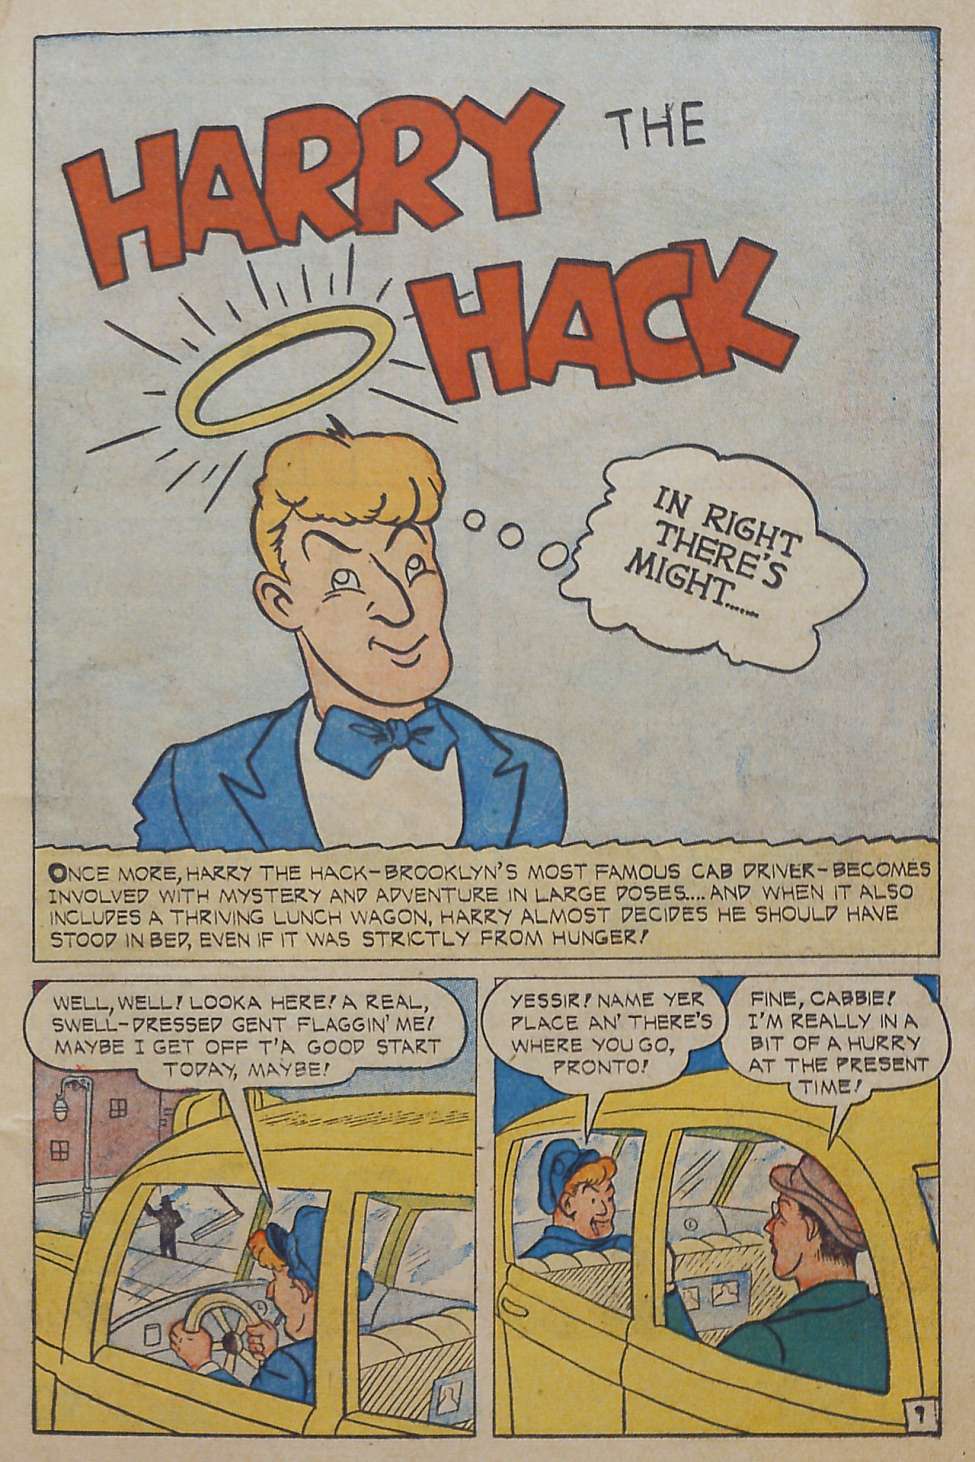 HARRY THE
HACK
IN RIGHT
THERE'S
MIGHT......
ONCE MORE, HARRY THE HACK-BROOKLYN'S MOST FAMOUS CAB DRIVER-BECOMES
INVOLVED WITH MYSTERY AND ADVENTURE IN LARGE DOSES.... AND WHEN IT ALSO
INCLUDES A THRIVING LUNCH WAGON, HARRY ALMOST DECIDES HE SHOULD HAVE
STOOD IN BED, EVEN IF IT WAS STRICTLY FROM HUNGER!
WELL, WELL! LOOKA HERE! A REAL,
SWELL-DRESSED GENT FLAGGIN' ME!
MAYBE I GET OFF T'A GOOD START
TODAY, MAYBE!
YESSIR! NAME YER
PLACE AN' THERE'S
WHERE YOU GO,
PRONTO!
FINE, CABBIE!
I'M REALLY IN A
BIT OF A HURRY
AT THE PRESENT
TIME!
9